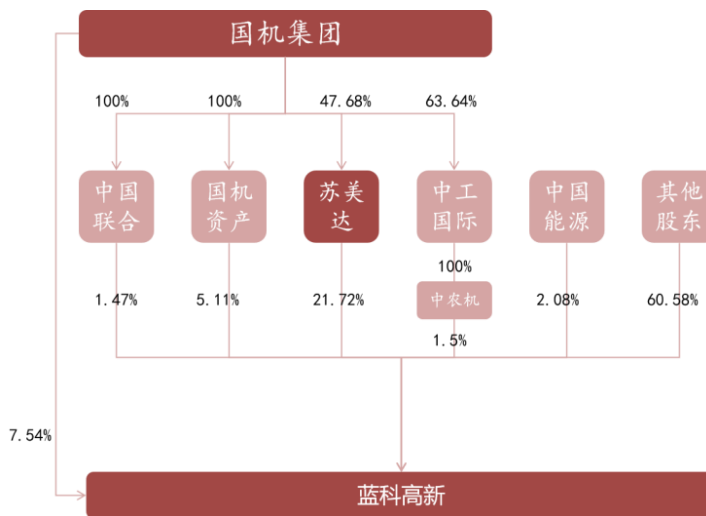 国机集团
100%
100%
47.68%
63.64%
中国
联合
国机
资产
苏美
达
中工
国际
中国
能源
其他
股东
100%
中农机
1.47%
5.11%
21.72%
2.08%
60.58%
1.5%
7.54%
蓝科高新